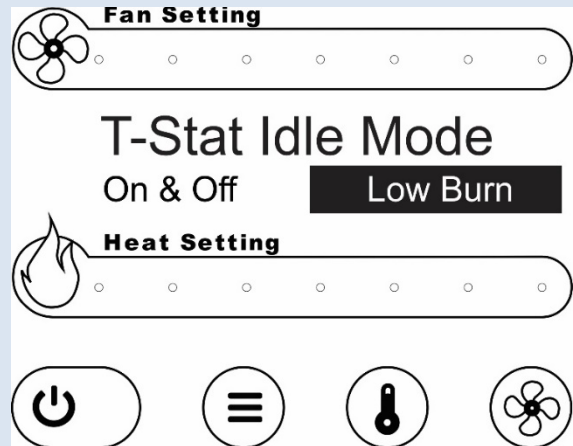 Fan Setting
T-Stat Idle Mode
On & Off Low Burn
Heat Setting